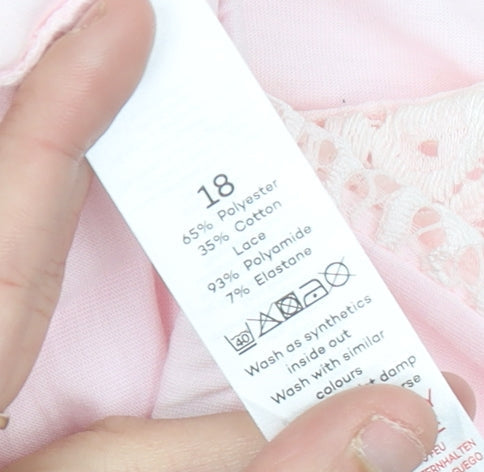 18
65% Polyester
35% Cotton
Lace
93% Polyamide
7% Elastane
40
Wash as synthetics
inside out
Wash with similar
colours
damp